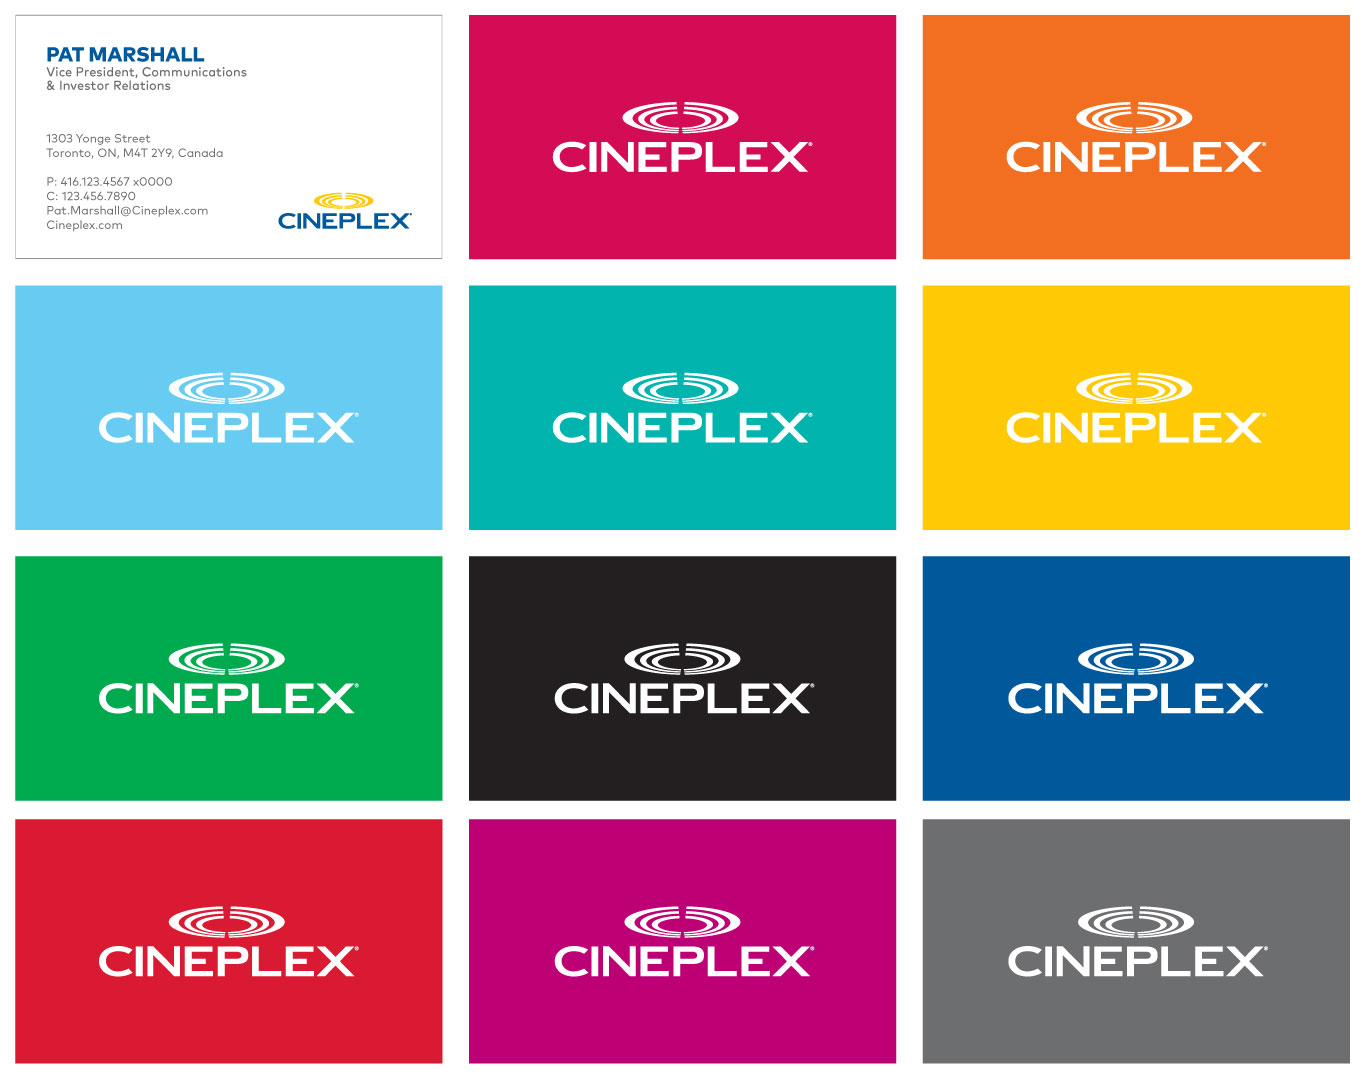 PAT MARSHALL
Vice President, Communications
& Investor Relations
1303 Yonge Street
Toronto, ON, M4T 2Y9, Canada
P: 416.123.4567 x0000
C: 123.456.7890
Pat.Marshall@Cineplex.com
Cineplex.com
CINEPLEX
CINEPLEX®
CINEPLEX®
CINEPLEX®
CINEPLEX®
CINEPLEX®
CINEPLEX®
CINEPLEX®
CINEPLEX®
CINEPLEX®
CINEPLEX®
CINEPLEX®